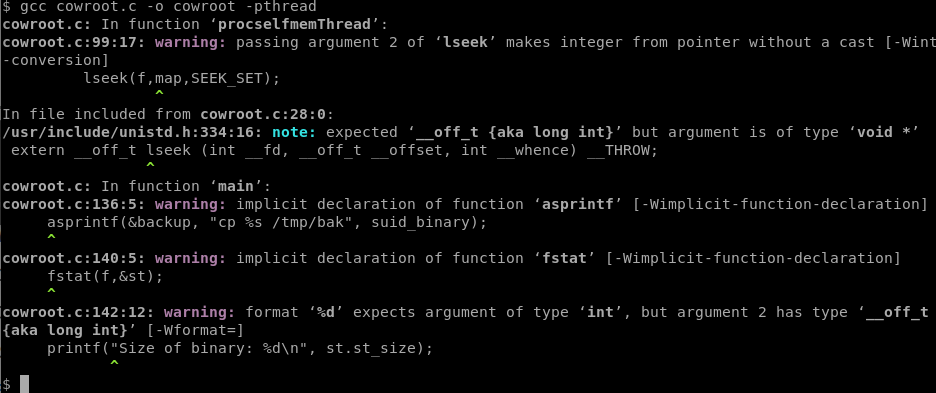 $ gcc cowroot.c -o cowroot -pthread
cowroot.c: In function ‘procselfmemThread’:
cowroot.c:99:17: warning: passing argument 2 of ‘lseek’ makes integer from pointer without a cast [-Wint
-conversion]
         lseek(f,map,SEEK_SET);
                 ^
In file included from cowroot.c:28:0:
/usr/include/unistd.h:334:16: note: expected ‘__off_t {aka long int}’ but argument is of type ‘void *’
 extern __off_t lseek (int __fd, __off_t __offset, int __whence) __THROW;
                ^
cowroot.c: In function ‘main’:
cowroot.c:136:5: warning: implicit declaration of function ‘asprintf’ [-Wimplicit-function-declaration]
     asprintf(&backup, "cp %s /tmp/bak", suid_binary);
     ^
cowroot.c:140:5: warning: implicit declaration of function ‘fstat’ [-Wimplicit-function-declaration]
     fstat(f,&st);
     ^
cowroot.c:142:12: warning: format ‘%d’ expects argument of type ‘int’, but argument 2 has type ‘__off_t
{aka long int}’ [-Wformat=]
     printf("Size of binary: %d\n", st.st_size);
            ^
$